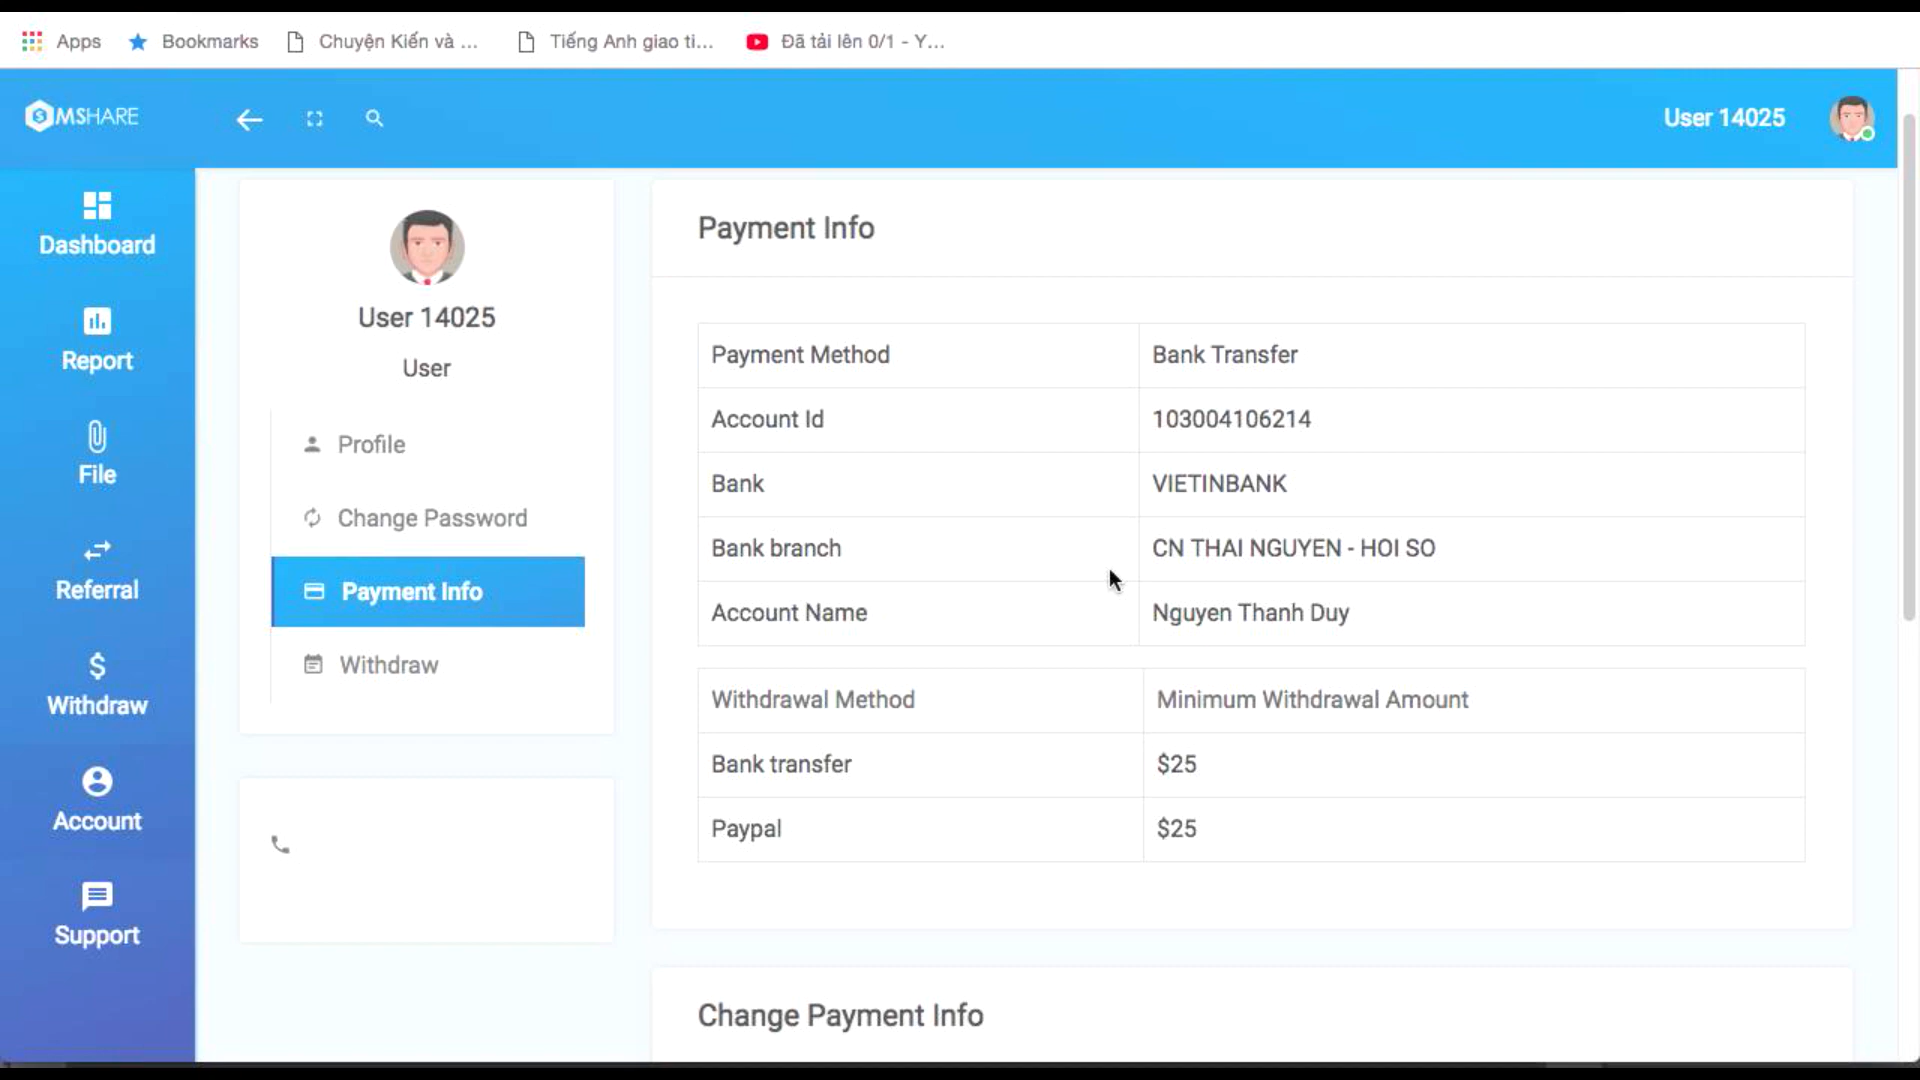 Apps Bookmarks Chuyện Kiến và ... Tiếng Anh giao ti... Đã tải lên 0/1 - Y...
MSHARE User 14025
Dashboard
Report
File
Referral
Withdraw
Account
Support
User 14025
User
Profile
Change Password
Payment Info
Withdraw
Payment Info
Payment Method Bank Transfer
Account Id 103004106214
Bank VIETINBANK
Bank branch CN THAI NGUYEN - HOI SO
Account Name Nguyen Thanh Duy
Withdrawal Method Minimum Withdrawal Amount
Bank transfer $25
Paypal $25
Change Payment Info